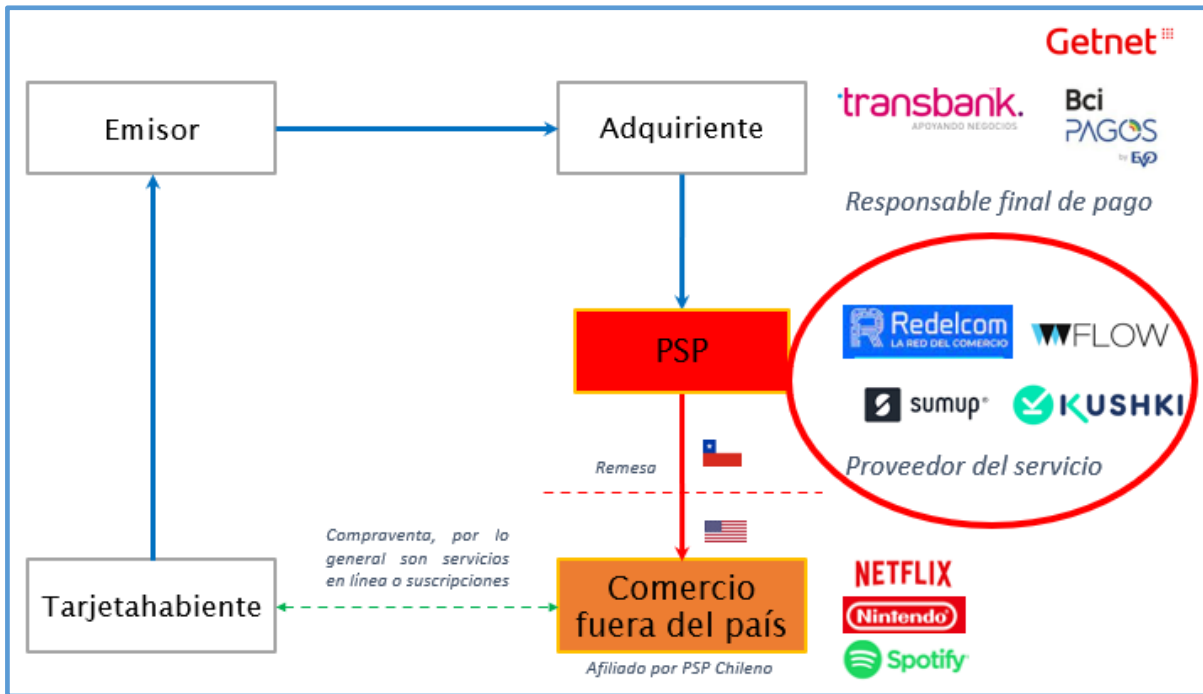 Getnet
Emisor
Adquiriente
transbank.
APOYANDO NEGOCIOS
Bci
PAGOS
by EVO
Responsable final de pago
PSP
Redelcom
LA RED DEL COMERCIO
FLOW
sumup®
KUSHKI
Proveedor del servicio
Remesa
Compraventa, por lo
general son servicios
en línea o suscripciones
Tarjetahabiente
Comercio
fuera del país
Afiliado por PSP Chileno
NETFLIX
Nintendo
Spotify